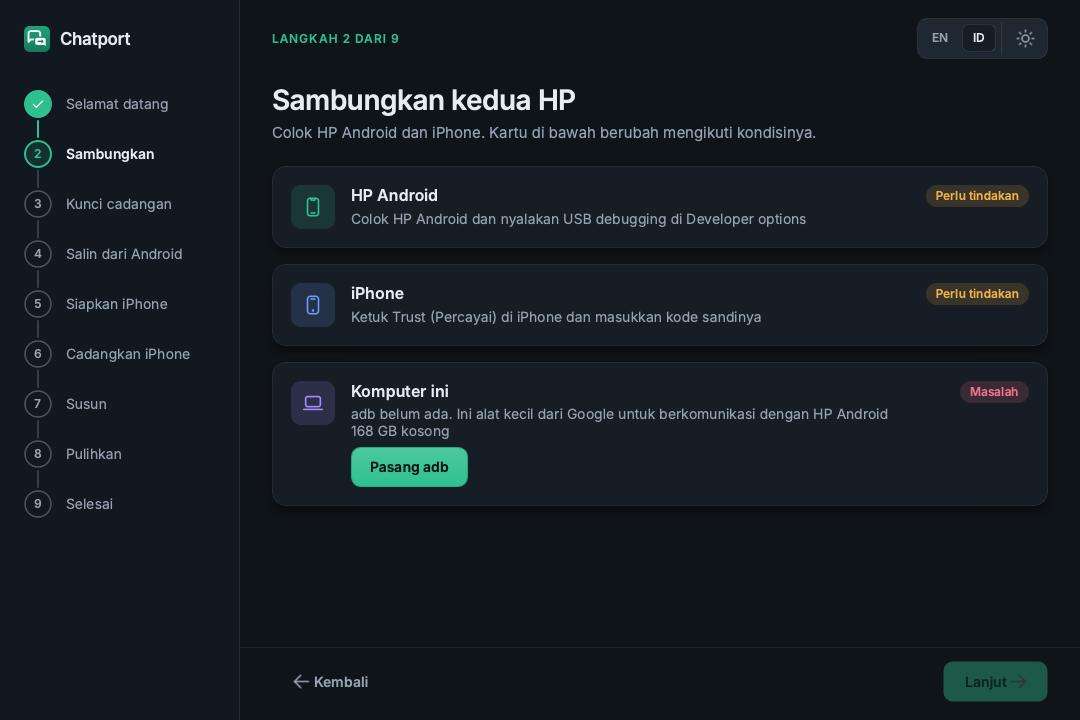 Chatport
LANGKAH 2 DARI 9
EN
ID
Selamat datang
2
Sambungkan
3
Kunci cadangan
4
Salin dari Android
5
Siapkan iPhone
6
Cadangkan iPhone
7
Susun
8
Pulihkan
9
Selesai
Sambungkan kedua HP
Colok HP Android dan iPhone. Kartu di bawah berubah mengikuti kondisinya.
HP Android
Perlu tindakan
Colok HP Android dan nyalakan USB debugging di Developer options
iPhone
Perlu tindakan
Ketuk Trust (Percayai) di iPhone dan masukkan kode sandinya
Komputer ini
Masalah
adb belum ada. Ini alat kecil dari Google untuk berkomunikasi dengan HP Android
168 GB kosong
Pasang adb
Kembali
Lanjut